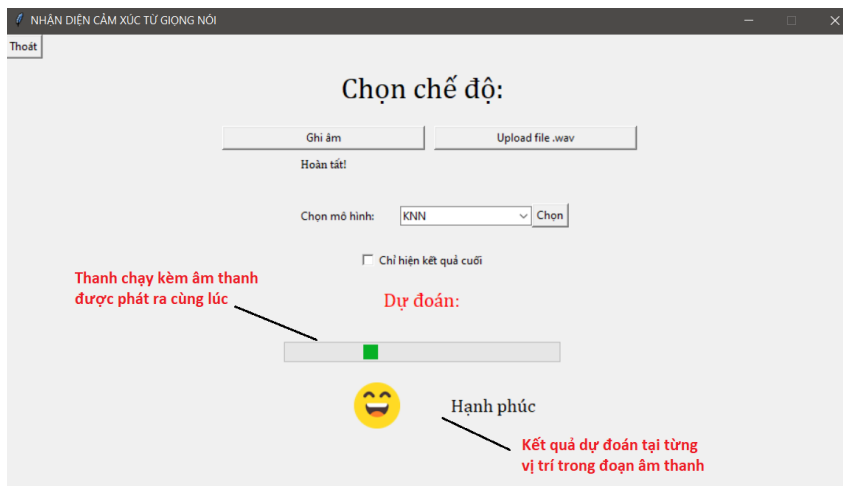 NHẬN DIỆN CẢM XÚC TỪ GIỌNG NÓI
Thoát
Chọn chế độ:
Ghi âm
Upload file .wav
Hoàn tất!
Chọn mô hình:
KNN
Chọn
Chỉ hiện kết quả cuối
Thanh chạy kèm âm thanh
được phát ra cùng lúc
Dự đoán:
Hạnh phúc
Kết quả dự đoán tại từng
vị trí trong đoạn âm thanh